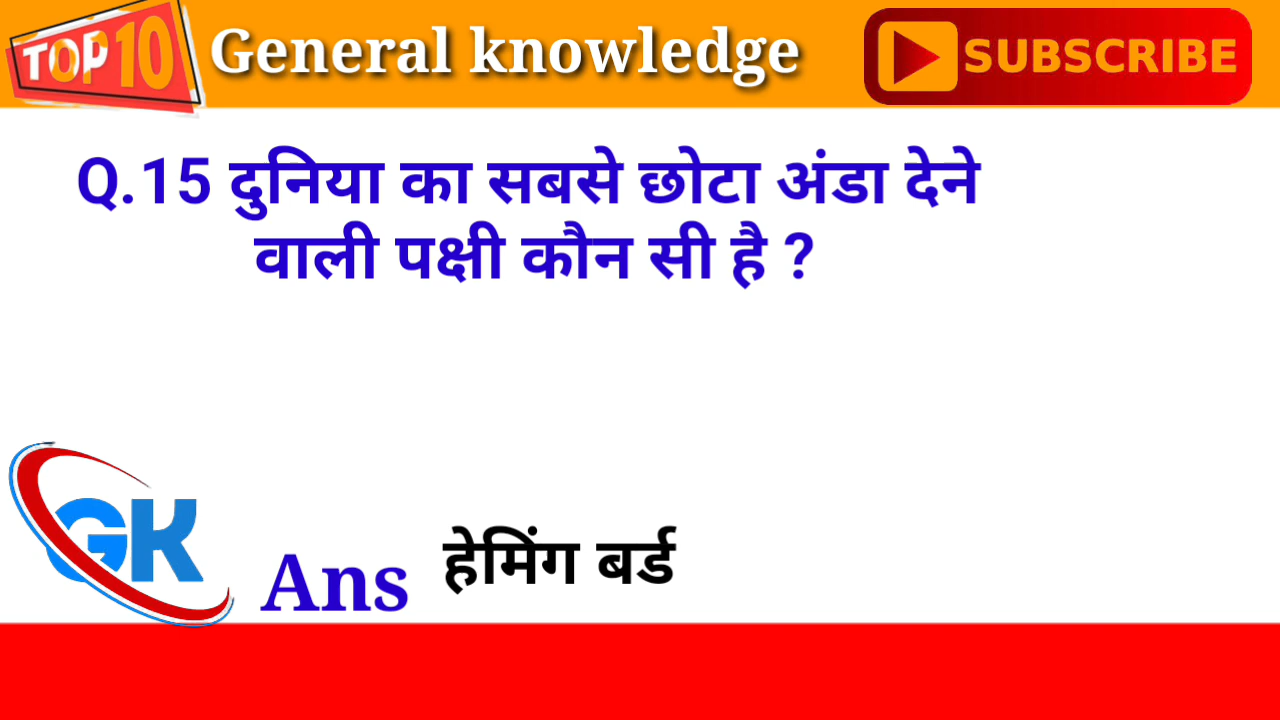 TOP 10
General knowledge
SUBSCRIBE
Q.15 दुनिया का सबसे छोटा अंडा देने
वाली पक्षी कौन सी है ?
GK
Ans हेमिंग बर्ड